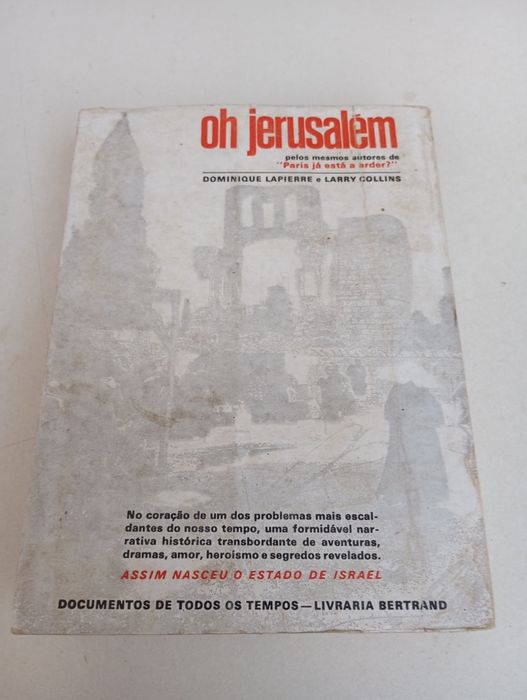 oh jerusalém
pelos mesmos autores de
"Paris já está a arder?"
DOMINIQUE LAPIERRE e LARRY COLLINS
No coração de um dos problemas mais escal-
dantes do nosso tempo, uma formidável nar-
rativa histórica transbordante de aventuras,
dramas, amor, heroísmo e segredos revelados.
ASSIM NASCEU O ESTADO DE ISRAEL
DOCUMENTOS DE TODOS OS TEMPOS — LIVRARIA BERTRAND